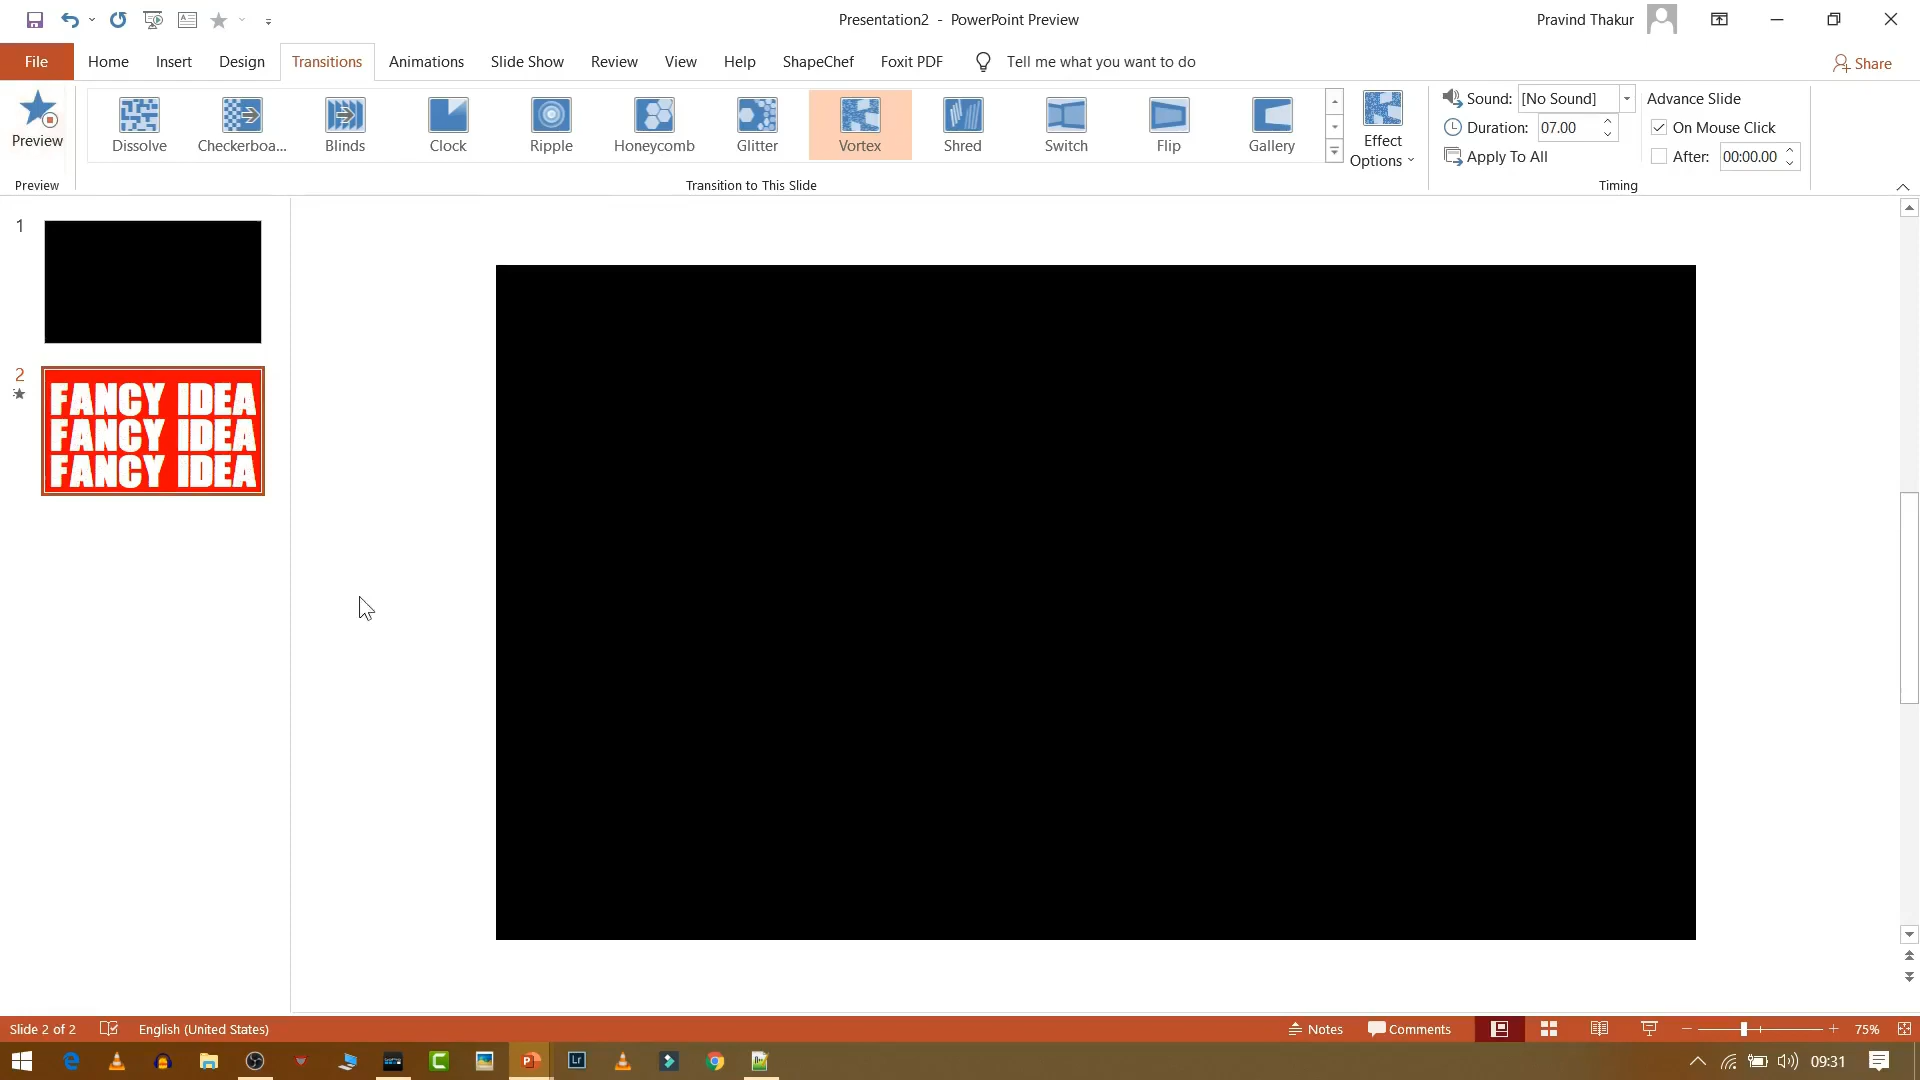 Presentation2 - PowerPoint Preview
Pravind Thakur
File
Home
Insert
Design
Transitions
Animations
Slide Show
Review
View
Help
ShapeChef
Foxit PDF
Tell me what you want to do
Share
Preview
Dissolve
Checkerboa...
Blinds
Clock
Ripple
Honeycomb
Glitter
Vortex
Shred
Switch
Flip
Gallery
Effect
Options
Sound: [No Sound]
Duration: 07.00
Apply To All
Advance Slide
On Mouse Click
After: 00:00.00
Preview
Transition to This Slide
Timing
1
2
FANCY IDEA
FANCY IDEA
FANCY IDEA
Slide 2 of 2
English (United States)
Notes
Comments
75%
Lr
09:31